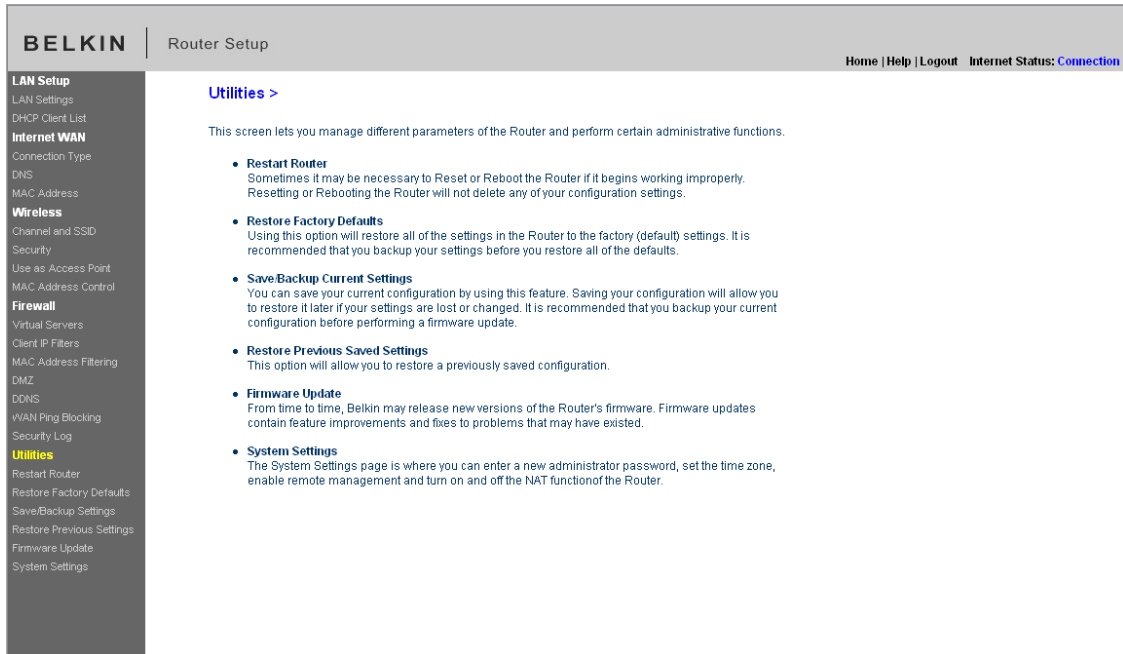 BELKIN
Router Setup
Home | Help | Logout Internet Status: Connection
LAN Setup
LAN Settings
DHCP Client List
Internet WAN
Connection Type
DNS
MAC Address
Wireless
Channel and SSID
Security
Use as Access Point
MAC Address Control
Firewall
Virtual Servers
Client IP Filters
MAC Address Filtering
DMZ
DDNS
WAN Ping Blocking
Security Log
Utilities
Restart Router
Restore Factory Defaults
Save/Backup Settings
Restore Previous Settings
Firmware Update
System Settings
Utilities >
This screen lets you manage different parameters of the Router and perform certain administrative functions.
• Restart Router
Sometimes it may be necessary to Reset or Reboot the Router if it begins working improperly.
Resetting or Rebooting the Router will not delete any of your configuration settings.
• Restore Factory Defaults
Using this option will restore all of the settings in the Router to the factory (default) settings. It is
recommended that you backup your settings before you restore all of the defaults.
• Save/Backup Current Settings
You can save your current configuration by using this feature. Saving your configuration will allow you
to restore it later if your settings are lost or changed. It is recommended that you backup your current
configuration before performing a firmware update.
• Restore Previous Saved Settings
This option will allow you to restore a previously saved configuration.
• Firmware Update
From time to time, Belkin may release new versions of the Router's firmware. Firmware updates
contain feature improvements and fixes to problems that may have existed.
• System Settings
The System Settings page is where you can enter a new administrator password, set the time zone,
enable remote management and turn on and off the NAT functionof the Router.